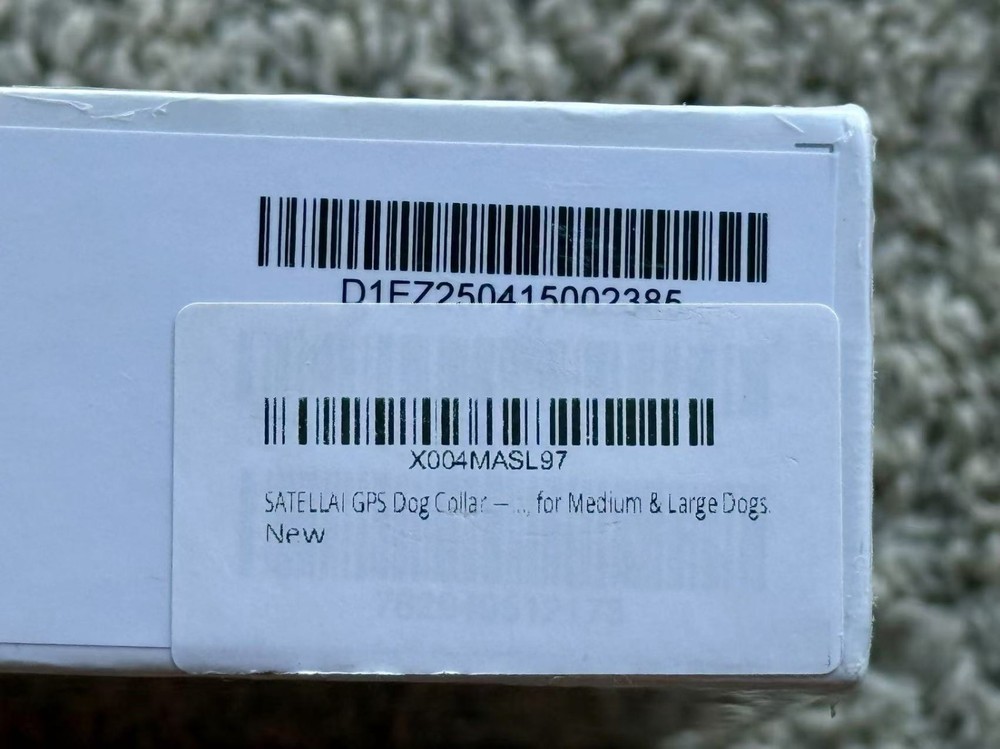 D1EZ250415002385
X004MASL97
SATELLAI GPS Dog Collar — ..., for Medium & Large Dogs.
New